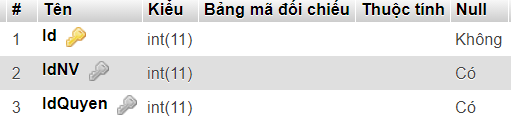 # Tên Kiểu Bảng mã đối chiếu Thuộc tính Null
1 Id int(11) Không
2 IdNV int(11) Có
3 IdQuyen int(11) Có